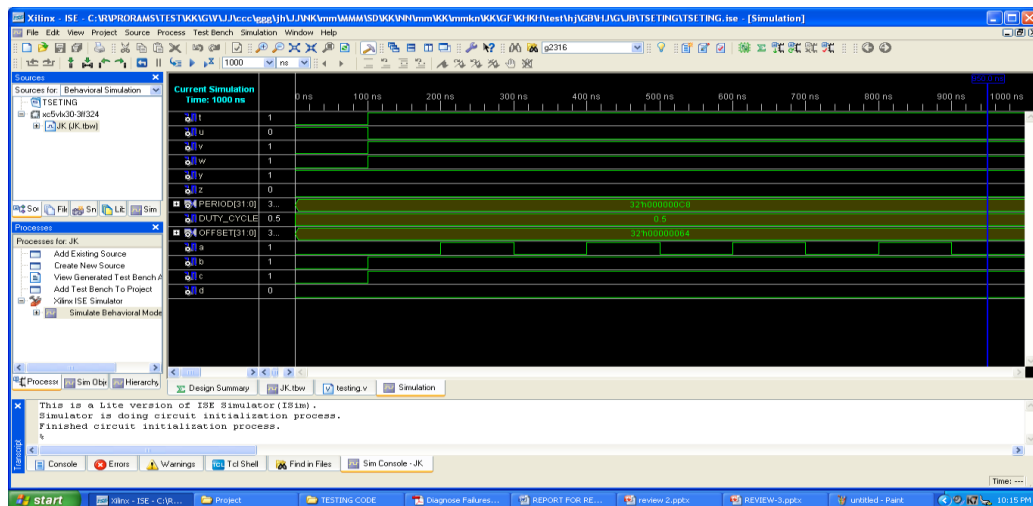 Xilinx - ISE - C:\R\PRORAMS\TEST\KK\G\V\JJ\ccc\ggg\jh\JJ\NK\mm\MMM\SD\KK\NN\mm\KK\mmkn\KK\GF\KHKH\test\hj\GB\HJ\G\JB\TSETING\TSETING.ise - [Simulation]
File Edit View Project Source Process Test Bench Simulation Window Help
g2316
1000 ns
Sources
Sources for: Behavioral Simulation
TSETING
xc5vlx30-3ff324
JK (JK.tbw)
Sim
Processes
Processes for: JK
Add Existing Source
Create New Source
View Generated Test Bench A
Add Test Bench To Project
Xilinx ISE Simulator
Simulate Behavioral Mode
Processe Sim Obje Hierarchy
Current Simulation
Time: 1000 ns
0 ns 100 ns 200 ns 300 ns 400 ns 500 ns 600 ns 700 ns 800 ns 900 ns 1000 ns
t 1
u 0
v 1
w 1
y 1
z 0
PERIOD[31:0] 3... 32'h000000C8
DUTY_CYCLE 0.5 0.5
OFFSET[31:0] 3... 32'h00000064
a 1
b 1
c 1
d 0
Design Summary JK.tbw testing.v Simulation
This is a Lite version of ISE Simulator(ISim).
Simulator is doing circuit initialization process.
Finished circuit initialization process.
%
Transcript
Console Errors Warnings Tcl Shell Find in Files Sim Console - JK
Time: ---
start Xilinx - ISE - C:\R... Project TESTING CODE Diagnose Failures... REPORT FOR RE... review 2.pptx REVIEW-3.pptx untitled - Paint 10:15 PM